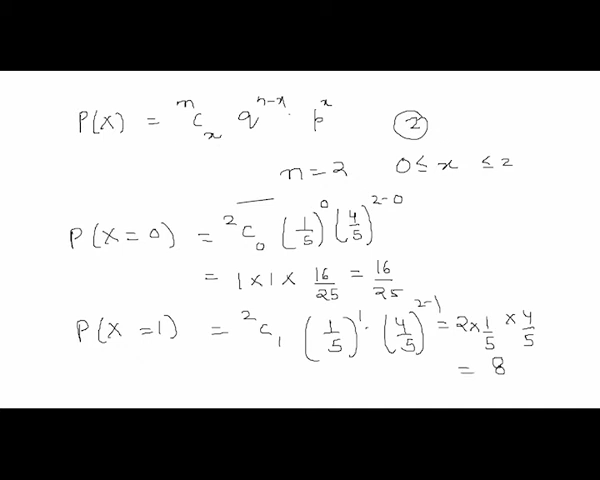 P(X) = ⁿCₓ qⁿ⁻ˣ · pˣ ②
n = 2 0 ≤ x ≤ 2
P(X = 0) = ²C₀ (1/5)⁰ (4/5)²⁻⁰
= 1 × 1 × 16/25 = 16/25
P(X = 1) = ²C₁ (1/5)¹ · (4/5)²⁻¹ = 2 × 1/5 × 4/5
= 8